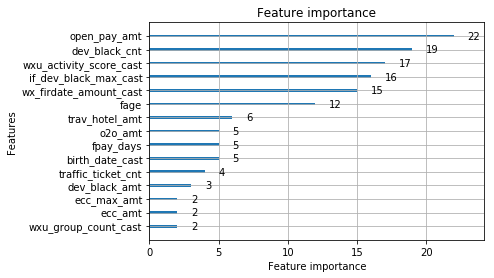 Feature importance
open_pay_amt 22
dev_black_cnt 19
wxu_activity_score_cast 17
if_dev_black_max_cast 16
wx_firdate_amount_cast 15
fage 12
trav_hotel_amt 6
o2o_amt 5
fpay_days 5
birth_date_cast 5
traffic_ticket_cnt 4
dev_black_amt 3
ecc_max_amt 2
ecc_amt 2
wxu_group_count_cast 2
Features
0 5 10 15 20
Feature importance